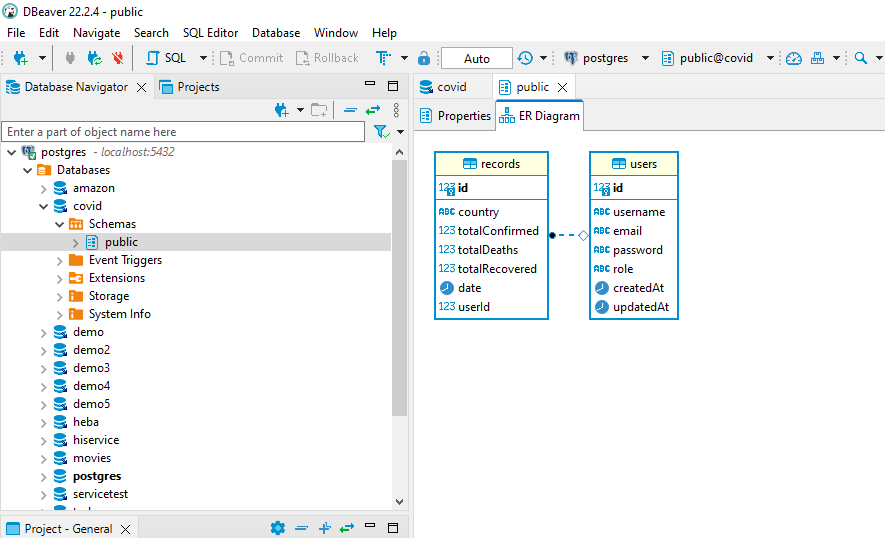 DBeaver 22.2.4 - public
File Edit Navigate Search SQL Editor Database Window Help
SQL Commit Rollback Auto postgres public@covid
Database Navigator Projects
Enter a part of object name here
postgres - localhost:5432
Databases
amazon
covid
Schemas
public
Event Triggers
Extensions
Storage
System Info
demo
demo2
demo3
demo4
demo5
heba
hiservice
movies
postgres
servicetest
Project - General
covid public
Properties ER Diagram
records
123 id
ABC country
123 totalConfirmed
123 totalDeaths
123 totalRecovered
date
123 userId
users
123 id
ABC username
ABC email
ABC password
ABC role
createdAt
updatedAt